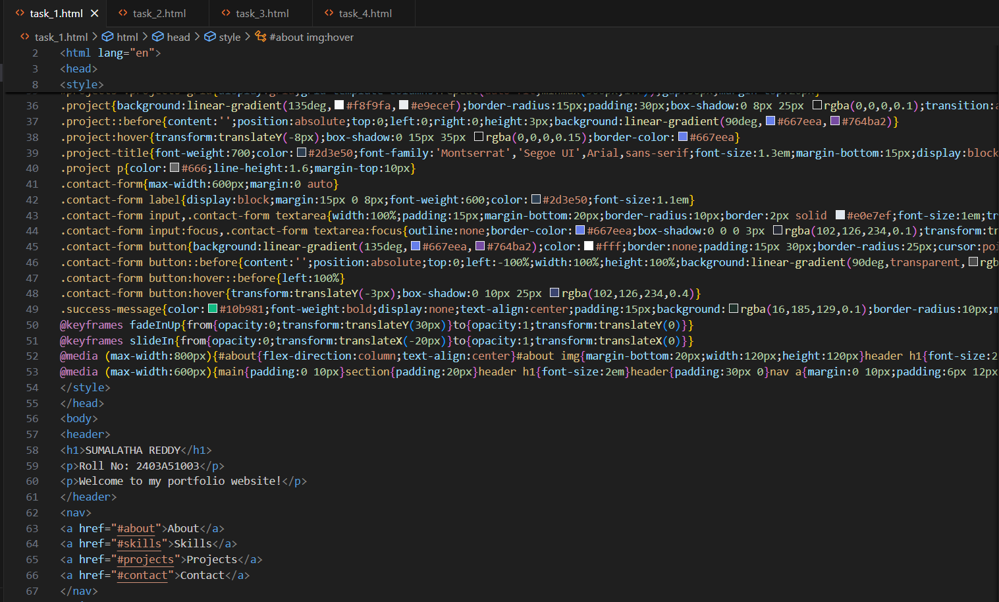 task_1.html task_2.html task_3.html task_4.html
task_1.html > html > head > style > #about img:hover
2 <html lang="en">
3 <head>
8 <style>
36 .project{background:linear-gradient(135deg,#f8f9fa,#e9ecef);border-radius:15px;padding:30px;box-shadow:0 8px 25px rgba(0,0,0,0.1);transition:a
37 .project::before{content:'';position:absolute;top:0;left:0;right:0;height:3px;background:linear-gradient(90deg,#667eea,#764ba2)}
38 .project:hover{transform:translateY(-8px);box-shadow:0 15px 35px rgba(0,0,0,0.15);border-color:#667eea}
39 .project-title{font-weight:700;color:#2d3e50;font-family:'Montserrat','Segoe UI',Arial,sans-serif;font-size:1.3em;margin-bottom:15px;display:block
40 .project p{color:#666;line-height:1.6;margin-top:10px}
41 .contact-form{max-width:600px;margin:0 auto}
42 .contact-form label{display:block;margin:15px 0 8px;font-weight:600;color:#2d3e50;font-size:1.1em}
43 .contact-form input,.contact-form textarea{width:100%;padding:15px;margin-bottom:20px;border-radius:10px;border:2px solid #e0e7ef;font-size:1em;tr
44 .contact-form input:focus,.contact-form textarea:focus{outline:none;border-color:#667eea;box-shadow:0 0 0 3px rgba(102,126,234,0.1);transform:tr
45 .contact-form button{background:linear-gradient(135deg,#667eea,#764ba2);color:#fff;border:none;padding:15px 30px;border-radius:25px;cursor:poi
46 .contact-form button::before{content:'';position:absolute;top:0;left:-100%;width:100%;height:100%;background:linear-gradient(90deg,transparent,rgb
47 .contact-form button:hover::before{left:100%}
48 .contact-form button:hover{transform:translateY(-3px);box-shadow:0 10px 25px rgba(102,126,234,0.4)}
49 .success-message{color:#10b981;font-weight:bold;display:none;text-align:center;padding:15px;background:rgba(16,185,129,0.1);border-radius:10px;m
50 @keyframes fadeInUp{from{opacity:0;transform:translateY(30px)}to{opacity:1;transform:translateY(0)}}
51 @keyframes slideIn{from{opacity:0;transform:translateX(-20px)}to{opacity:1;transform:translateX(0)}}
52 @media (max-width:800px){#about{flex-direction:column;text-align:center}#about img{margin-bottom:20px;width:120px;height:120px}header h1{font-size:2
53 @media (max-width:600px){main{padding:0 10px}section{padding:20px}header h1{font-size:2em}header{padding:30px 0}nav a{margin:0 10px;padding:6px 12px
54 </style>
55 </head>
56 <body>
57 <header>
58 <h1>SUMALATHA REDDY</h1>
59 <p>Roll No: 2403A51003</p>
60 <p>Welcome to my portfolio website!</p>
61 </header>
62 <nav>
63 <a href="#about">About</a>
64 <a href="#skills">Skills</a>
65 <a href="#projects">Projects</a>
66 <a href="#contact">Contact</a>
67 </nav>